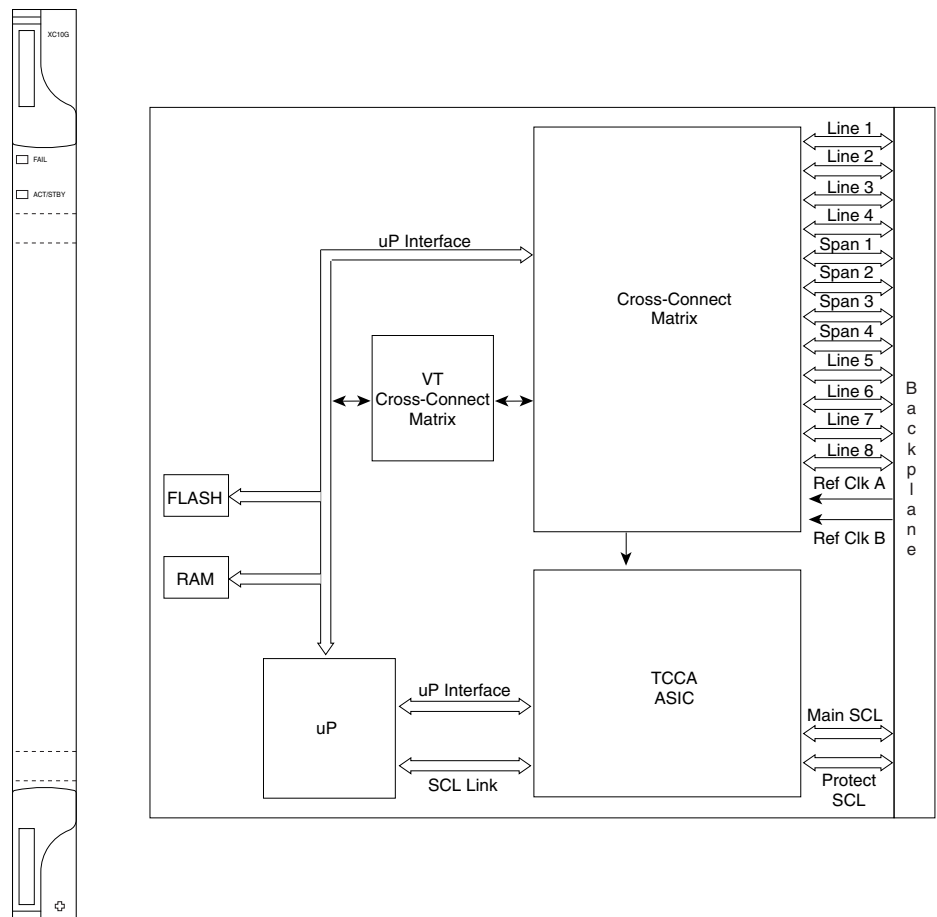 XC10G
FAIL
ACT/STBY
Line 1
Line 2
Line 3
Line 4
Span 1
Span 2
Span 3
Span 4
Line 5
Line 6
Line 7
Line 8
Ref Clk A
Ref Clk B
uP Interface
Cross-Connect
Matrix
VT
Cross-Connect
Matrix
FLASH
RAM
uP
uP Interface
SCL Link
TCCA
ASIC
Main SCL
Protect
SCL
Backplane